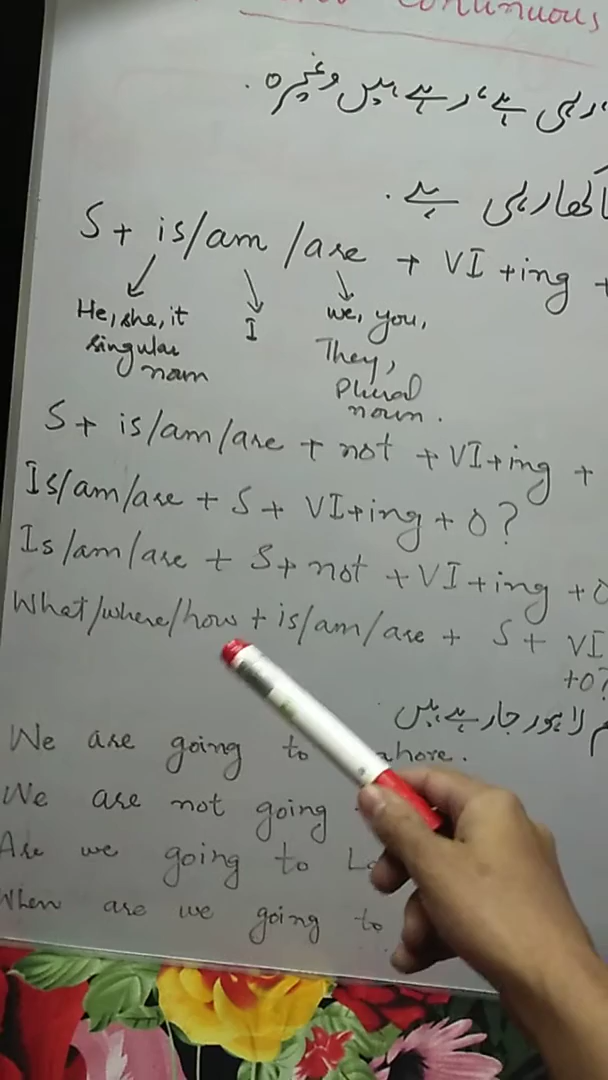 Continuous
رہی ہے، رہے ہیں وغیرہ.
کھا رہی ہے.
S + is/am/are + VI+ing +
He, she, it
singular
noun
I
we, you,
They,
Plural
noun.
S + is/am/are + not + VI+ing +
Is/am/are + S + VI+ing + O?
Is/am/are + S + not + VI+ing + O
What/where/how + is/am/are + S + VI
+O?
لاہور جا رہے ہیں
We are going to ahore.
We are not going
Are we going to L
When are we going to